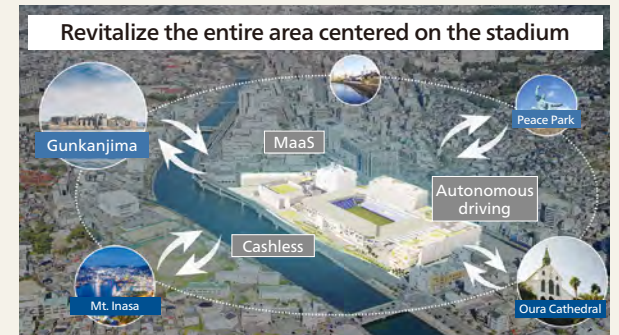 Revitalize the entire area centered on the stadium
Gunkanjima
Peace Park
MaaS
Autonomous
driving
Cashless
Mt. Inasa
Oura Cathedral